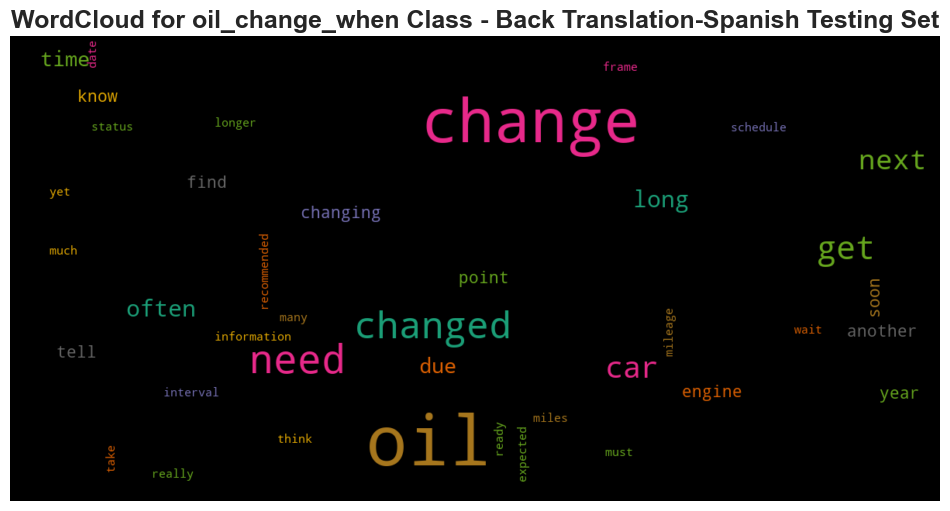 WordCloud for oil_change_when Class - Back Translation-Spanish Testing Set
time
date
frame
know
change
status
longer
schedule
next
find
yet
long
changing
much
get
recommended
point
soon
often
many
changed
mileage
wait
another
information
tell
need
due
car
interval
engine
year
oil
miles
think
ready
expected
must
take
really